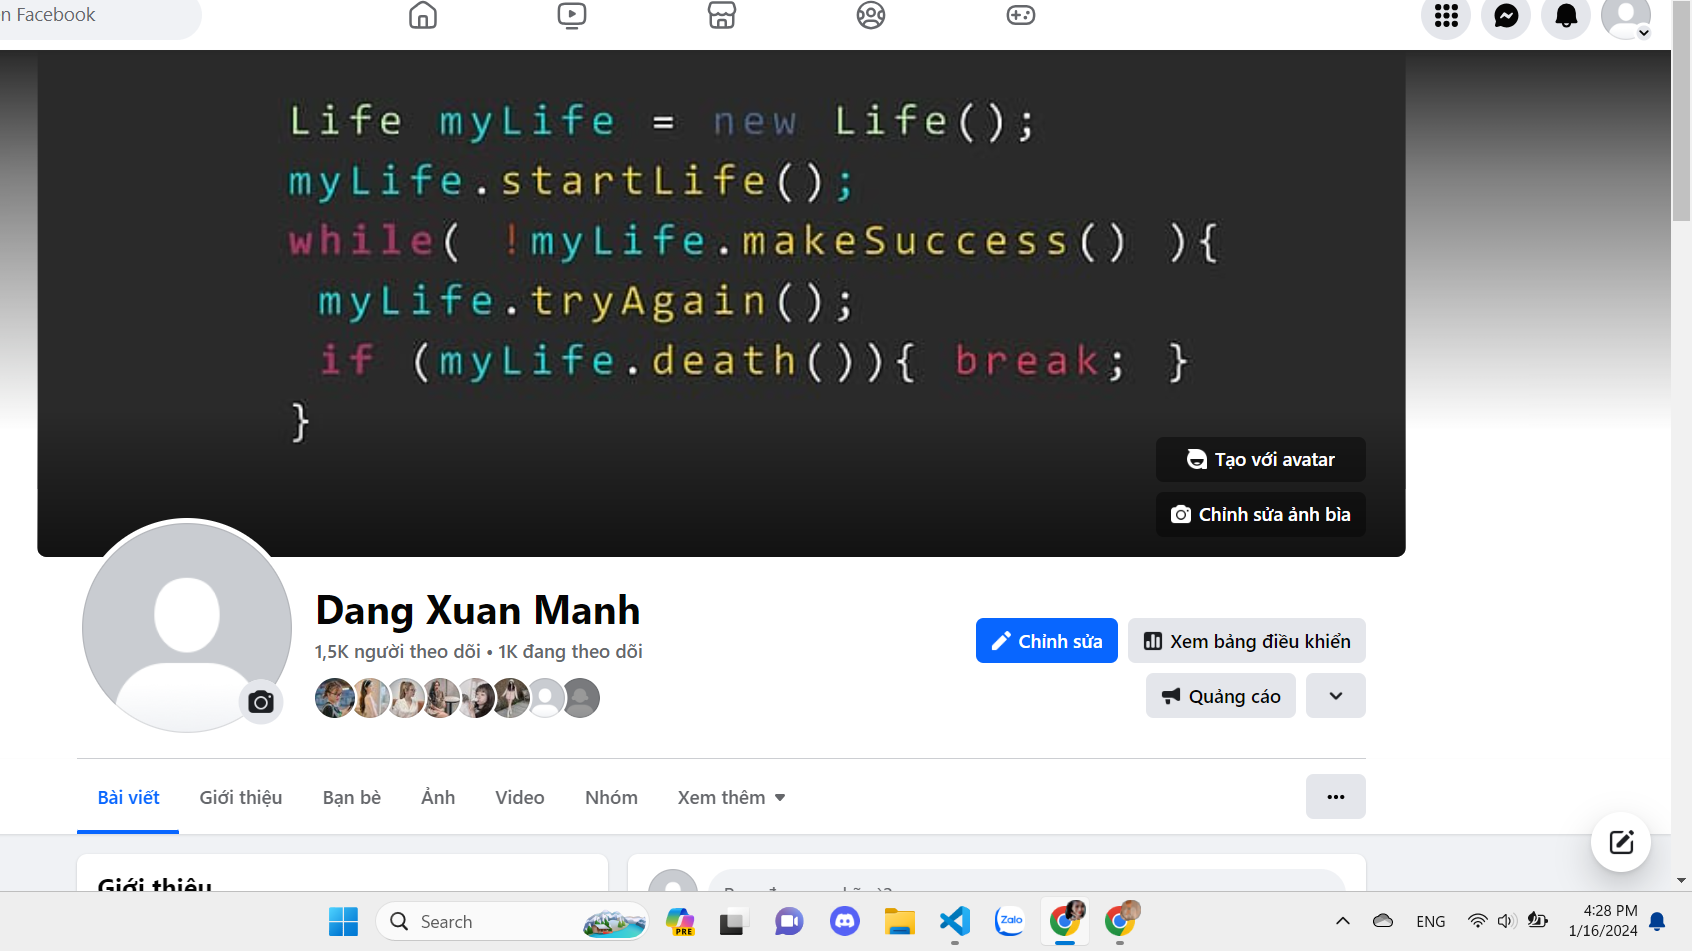 n Facebook
Life myLife = new Life();
myLife.startLife();
while( !myLife.makeSuccess() ){
myLife.tryAgain();
if (myLife.death()){ break; }
}
Tạo với avatar
Chỉnh sửa ảnh bìa
Dang Xuan Manh
1,5K người theo dõi • 1K đang theo dõi
Chỉnh sửa
Xem bảng điều khiển
Quảng cáo
Bài viết
Giới thiệu
Bạn bè
Ảnh
Video
Nhóm
Xem thêm
Giới thiệu
Search
PRE
Zalo
ENG
4:28 PM
1/16/2024